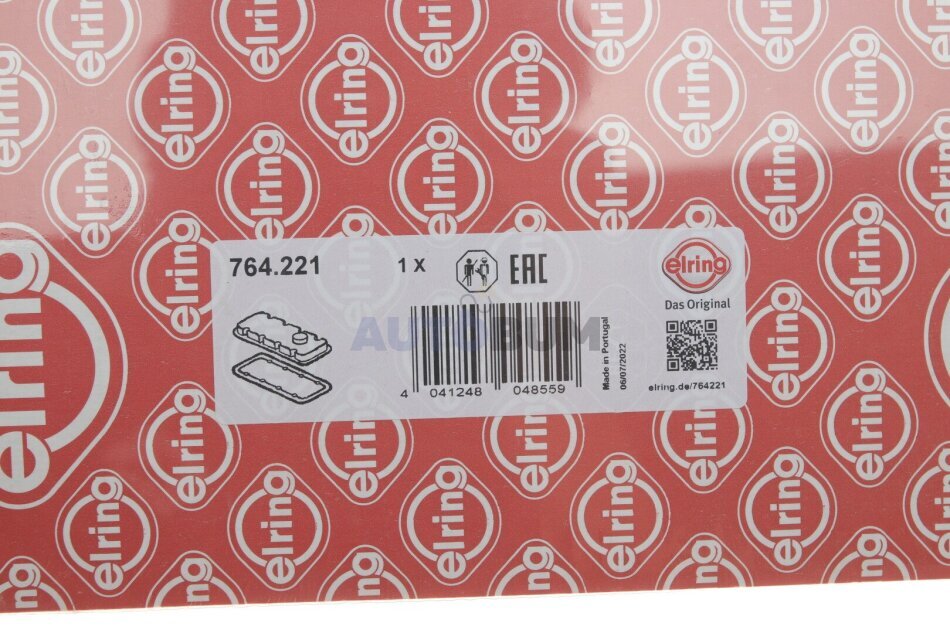 764.221
1 X
EAC
elring
Das Original
AUTOBUM
Made in Portugal
06/07/2022
4 041248 048559
elring.de/764221
elring